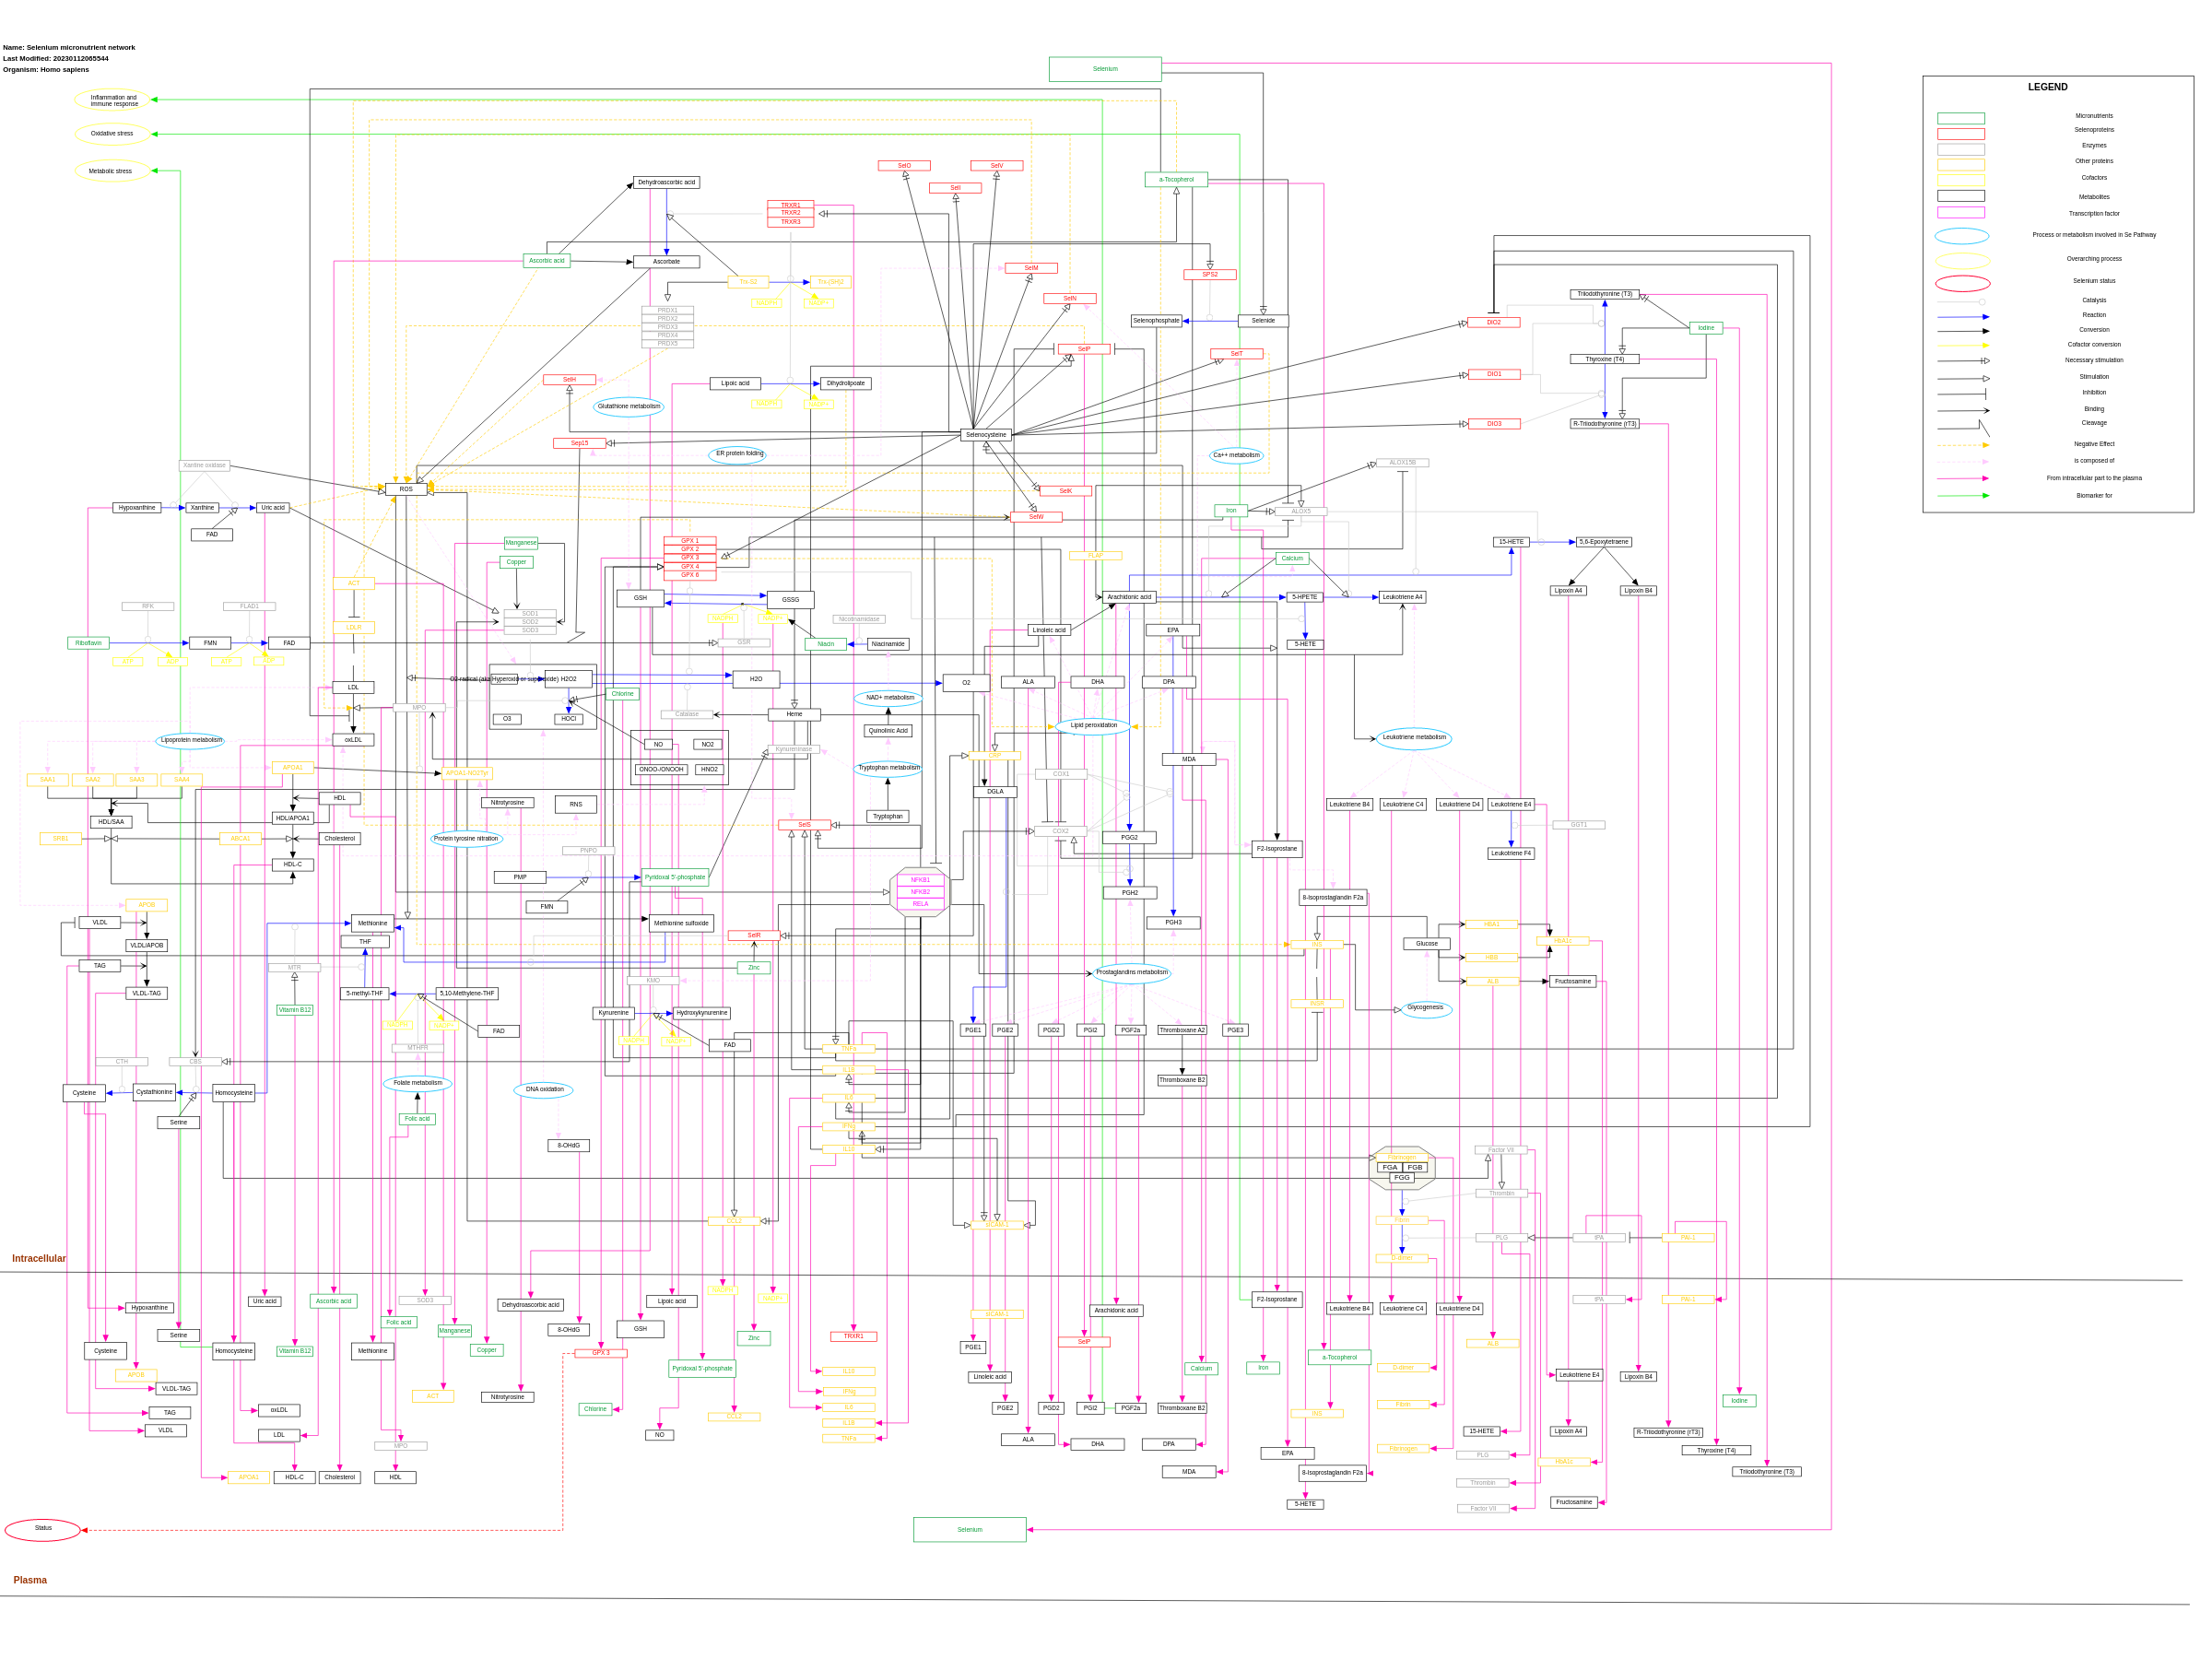 Name: Selenium micronutrient network
Last Modified: 20230112065544
Organism: Homo sapiens
Selenium
LEGEND
Micronutrients
Selenoproteins
Enzymes
Other proteins
Cofactors
Metabolites
Transcription factor
Process or metabolism involved in Se Pathway
Overarching process
Selenium status
Catalysis
Reaction
Conversion
Cofactor conversion
Necessary stimulation
Stimulation
Inhibition
Binding
Cleavage
Negative Effect
is composed of
From intracellular part to the plasma
Biomarker for
Inflammation and
immune response
Oxidative stress
Metabolic stress
SelO
SelV
SelI
Dehydroascorbic acid
a-Tocopherol
TRXR1
TRXR2
TRXR3
Ascorbic acid
Ascorbate
SelM
SPS2
Trx-S2
Trx-(SH)2
SelN
Triiodothyronine (T3)
PRDX1
PRDX2
PRDX3
PRDX4
PRDX5
Selenophosphate
Selenide
DIO2
Iodine
SelP
SelT
Thyroxine (T4)
SelH
Lipoic acid
Dihydrolipoate
DIO1
Glutathione metabolism
DIO3
R-Triiodothyronine (rT3)
Selenocysteine
Sep15
ER protein folding
Ca++ metabolism
Xantine oxidase
ALOX15B
ROS
SelK
Hypoxanthine
Xanthine
Uric acid
SelW
Iron
ALOX5
FAD
Manganese
Copper
GPX 1
GPX 2
GPX 3
GPX 4
GPX 6
FLAP
Calcium
15-HETE
5,6-Epoxytetraene
ACT
Lipoxin A4
Lipoxin B4
GSH
GSSG
Arachidonic acid
5-HPETE
Leukotriene A4
RFK
FLAD1
SOD1
SOD2
SOD3
Nicotinamidase
LDLR
Linoleic acid
EPA
Riboflavin
FMN
FAD
GSR
Niacin
Niacinamide
5-HETE
ATP
ADP
ATP
ADP
H2O2
H2O
O2
ALA
DHA
DPA
LDL
Chlorine
NAD+ metabolism
MPO
O3
HOCl
Catalase
Heme
Lipid peroxidation
Quinolinic Acid
Lipoprotein metabolism
oxLDL
NO
NO2
Kynureninase
Leukotriene metabolism
CRP
MDA
SAA1
SAA2
SAA3
SAA4
APOA1
APOA1-NO2Tyr
ONOO-/ONOOH
HNO2
Tryptophan metabolism
COX1
DGLA
HDL
Nitrotyrosine
RNS
Leukotriene B4
Leukotriene C4
Leukotriene D4
Leukotriene E4
HDL/SAA
HDL/APOA1
Tryptophan
SelS
COX2
GGT1
SRB1
ABCA1
Cholesterol
Protein tyrosine nitration
PGG2
F2-Isoprostane
Leukotriene F4
PNPO
HDL-C
PMP
Pyridoxal 5'-phosphate
NFKB1
NFKB2
RELA
PGH2
8-Isoprostaglandin F2a
APOB
FMN
VLDL
Methionine
Methionine sulfoxide
PGH3
HBA1
THF
SelR
VLDL/APOB
INS
Glucose
HBA1c
HBB
TAG
MTR
Zinc
Prostaglandins metabolism
KMO
ALB
Fructosamine
VLDL-TAG
5-methyl-THF
5,10-Methylene-THF
INSR
Vitamin B12
Kynurenine
Hydroxykynurenine
Glycogenesis
FAD
PGE1
PGE2
PGD2
PGI2
PGF2a
Thromboxane A2
PGE3
MTHFR
FAD
TNFa
CTH
CBS
IL1B
Folate metabolism
DNA oxidation
Thromboxane B2
Cysteine
Cystathionine
Homocysteine
IL6
Serine
Folic acid
IFNg
8-OHdG
IL10
Factor VII
Fibrinogen
FGA
FGB
FGG
Thrombin
CCL2
VCAM-1
Fibrin
PLG
tPA
PAI-1
D-dimer
Intracellular
Hypoxanthine
Uric acid
Ascorbic acid
SOD3
Dehydroascorbic acid
Lipoic acid
F2-Isoprostane
tPA
PAI-1
Folic acid
Arachidonic acid
Leukotriene B4
Leukotriene C4
Leukotriene D4
VCAM-1
Serine
Manganese
8-OHdG
GSH
Zinc
TRXR1
SelP
ALB
Cysteine
Homocysteine
Vitamin B12
Methionine
Copper
GPX 3
PGE1
a-Tocopherol
APOB
Pyridoxal 5'-phosphate
IL10
Linoleic acid
Calcium
Iron
D-dimer
Leukotriene E4
Lipoxin B4
VLDL-TAG
ACT
Nitrotyrosine
IFNg
Iodine
TAG
oxLDL
Chlorine
CCL2
IL6
PGE2
PGD2
PGI2
PGF2a
Thromboxane B2
INS
Fibrin
VLDL
LDL
NO
IL1B
15-HETE
Lipoxin A4
R-Triiodothyronine (rT3)
MPO
TNFa
ALA
DHA
DPA
EPA
Fibrinogen
PLG
Thyroxine (T4)
HbA1c
APOA1
HDL-C
Cholesterol
HDL
MDA
8-Isoprostaglandin F2a
Triiodothyronine (T3)
Thrombin
5-HETE
Factor VII
Fructosamine
Status
Selenium
Plasma